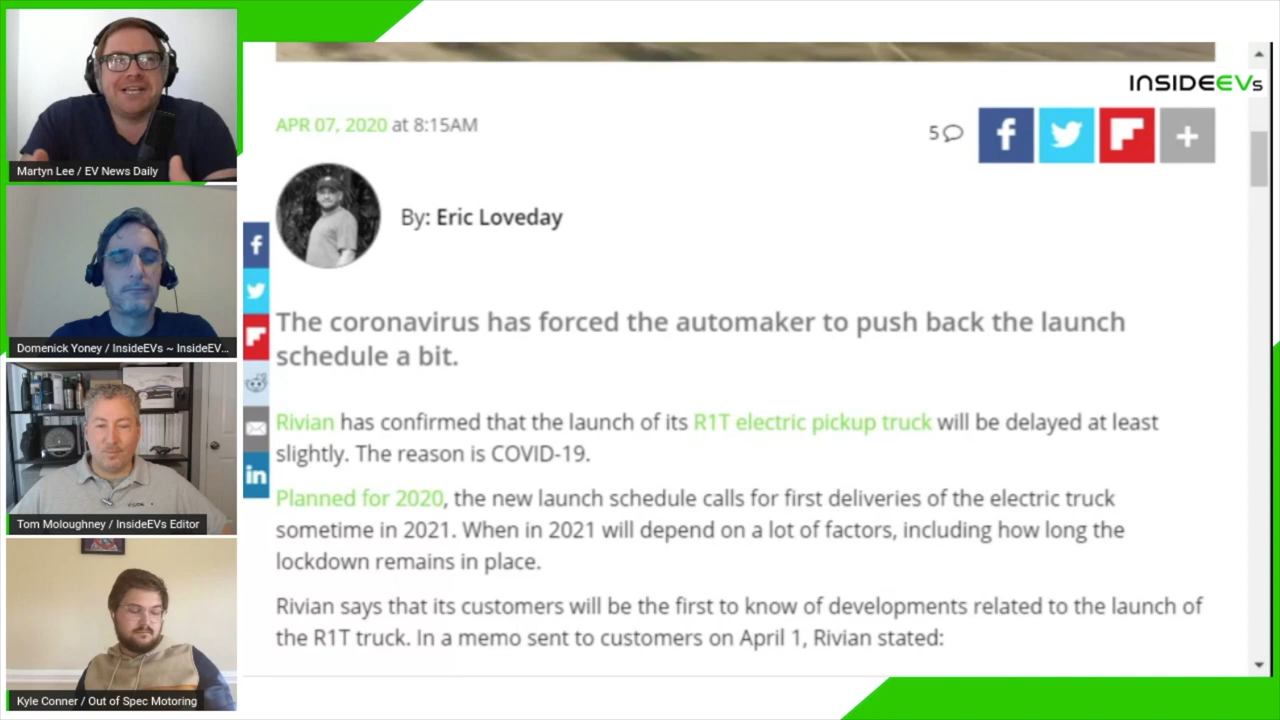 Martyn Lee / EV News Daily
Domenick Yoney / InsideEVs ~ InsideEV...
Tom Moloughney / InsideEVs Editor
Kyle Conner / Out of Spec Motoring
INSIDEEVs
APR 07, 2020 at 8:15AM
5
By: Eric Loveday
The coronavirus has forced the automaker to push back the launch
schedule a bit.
Rivian has confirmed that the launch of its R1T electric pickup truck will be delayed at least
slightly. The reason is COVID-19.
Planned for 2020, the new launch schedule calls for first deliveries of the electric truck
sometime in 2021. When in 2021 will depend on a lot of factors, including how long the
lockdown remains in place.
Rivian says that its customers will be the first to know of developments related to the launch of
the R1T truck. In a memo sent to customers on April 1, Rivian stated: